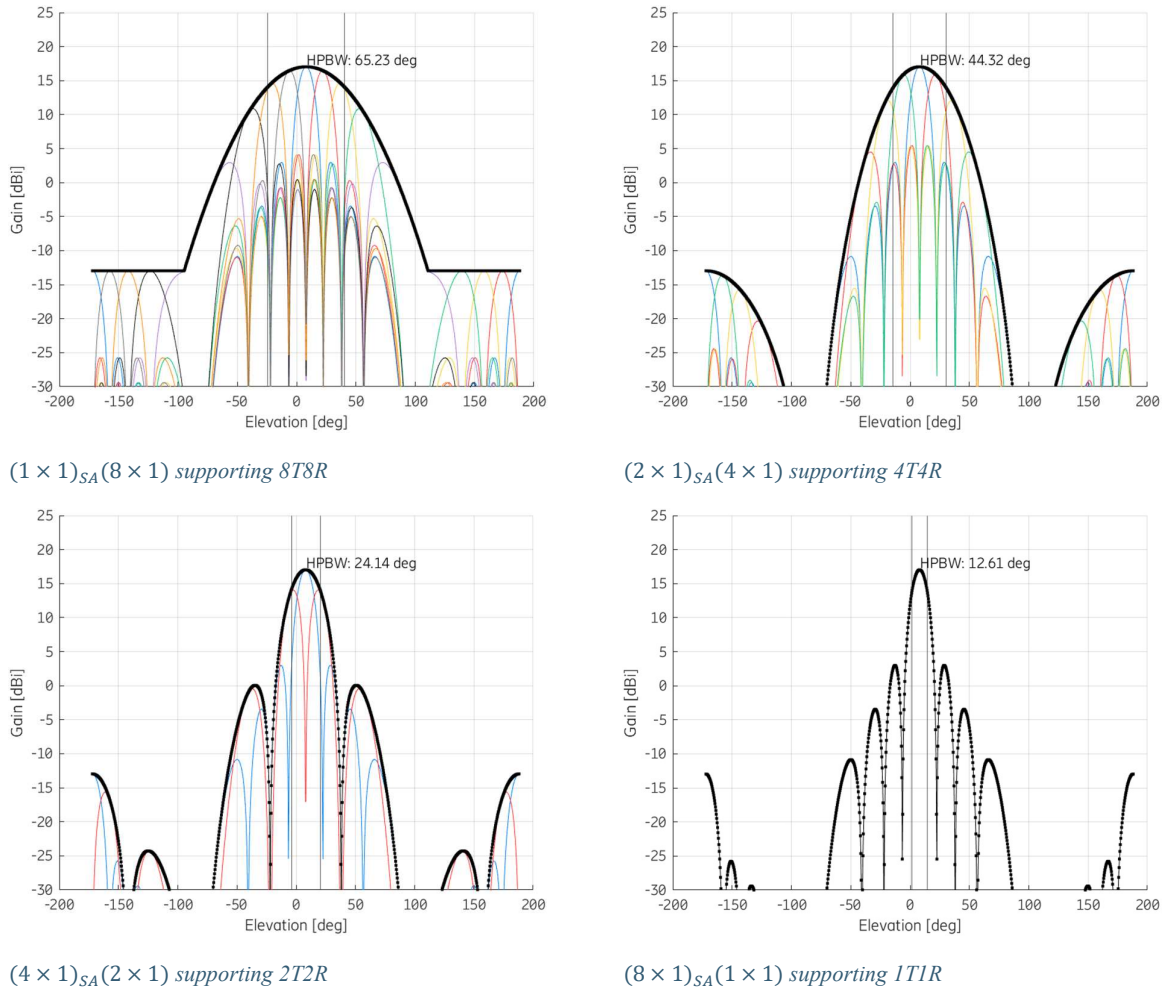 25
20
15
10
5
0
-5
-10
-15
-20
-25
-30
Gain [dBi]
HPBW: 65.23 deg
-200 -150 -100 -50 0 50 100 150 200
Elevation [deg]
(1 × 1)SA(8 × 1) supporting 8T8R
25
20
15
10
5
0
-5
-10
-15
-20
-25
-30
Gain [dBi]
HPBW: 44.32 deg
-200 -150 -100 -50 0 50 100 150 200
Elevation [deg]
(2 × 1)SA(4 × 1) supporting 4T4R
25
20
15
10
5
0
-5
-10
-15
-20
-25
-30
Gain [dBi]
HPBW: 24.14 deg
-200 -150 -100 -50 0 50 100 150 200
Elevation [deg]
(4 × 1)SA(2 × 1) supporting 2T2R
25
20
15
10
5
0
-5
-10
-15
-20
-25
-30
Gain [dBi]
HPBW: 12.61 deg
-200 -150 -100 -50 0 50 100 150 200
Elevation [deg]
(8 × 1)SA(1 × 1) supporting 1T1R